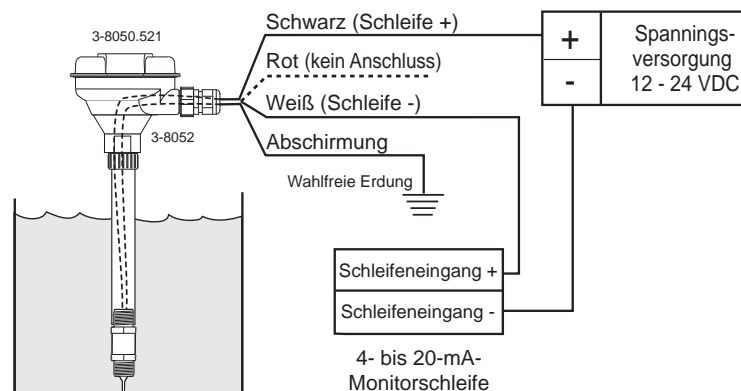 3-8050.521
3-8052
Schwarz (Schleife +)
Rot (kein Anschluss)
Weiß (Schleife -)
Abschirmung
Wahlfreie Erdung
+
-
Spannings-
versorgung
12 - 24 VDC
Schleifeneingang +
Schleifeneingang -
4- bis 20-mA-
Monitorschleife